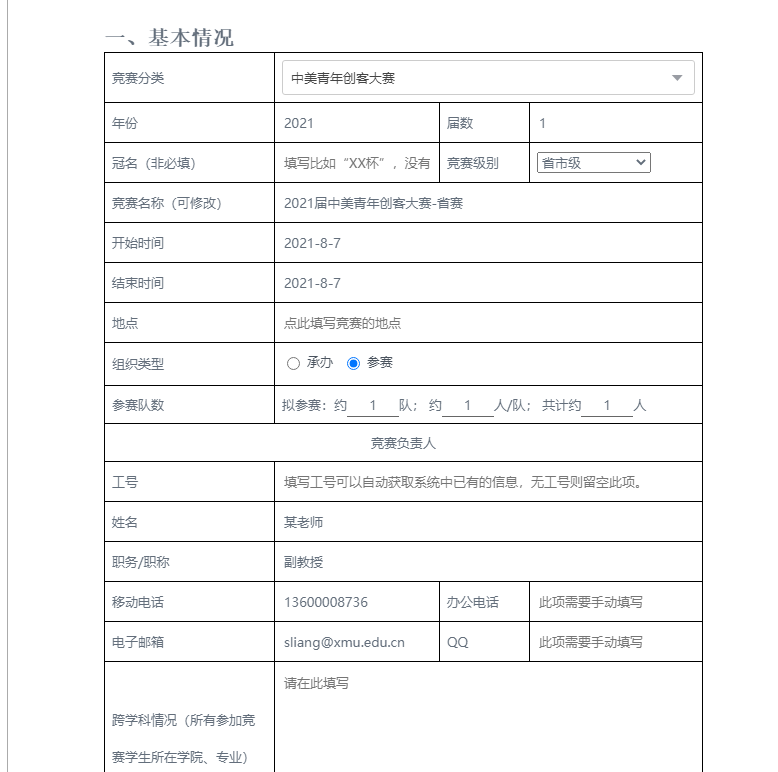 一、基本情况
竞赛分类 中美青年创客大赛
年份 2021 届数 1
冠名（非必填） 填写比如“XX杯”，没有 竞赛级别 省市级
竞赛名称（可修改） 2021届中美青年创客大赛-省赛
开始时间 2021-8-7
结束时间 2021-8-7
地点 点此填写竞赛的地点
组织类型 承办 参赛
参赛队数 拟参赛：约 1 队； 约 1 人/队； 共计约 1 人
竞赛负责人
工号 填写工号可以自动获取系统中已有的信息，无工号则留空此项。
姓名 某老师
职务/职称 副教授
移动电话 13600008736 办公电话 此项需要手动填写
电子邮箱 sliang@xmu.edu.cn QQ 此项需要手动填写
请在此填写
跨学科情况（所有参加竞
赛学生所在学院、专业）